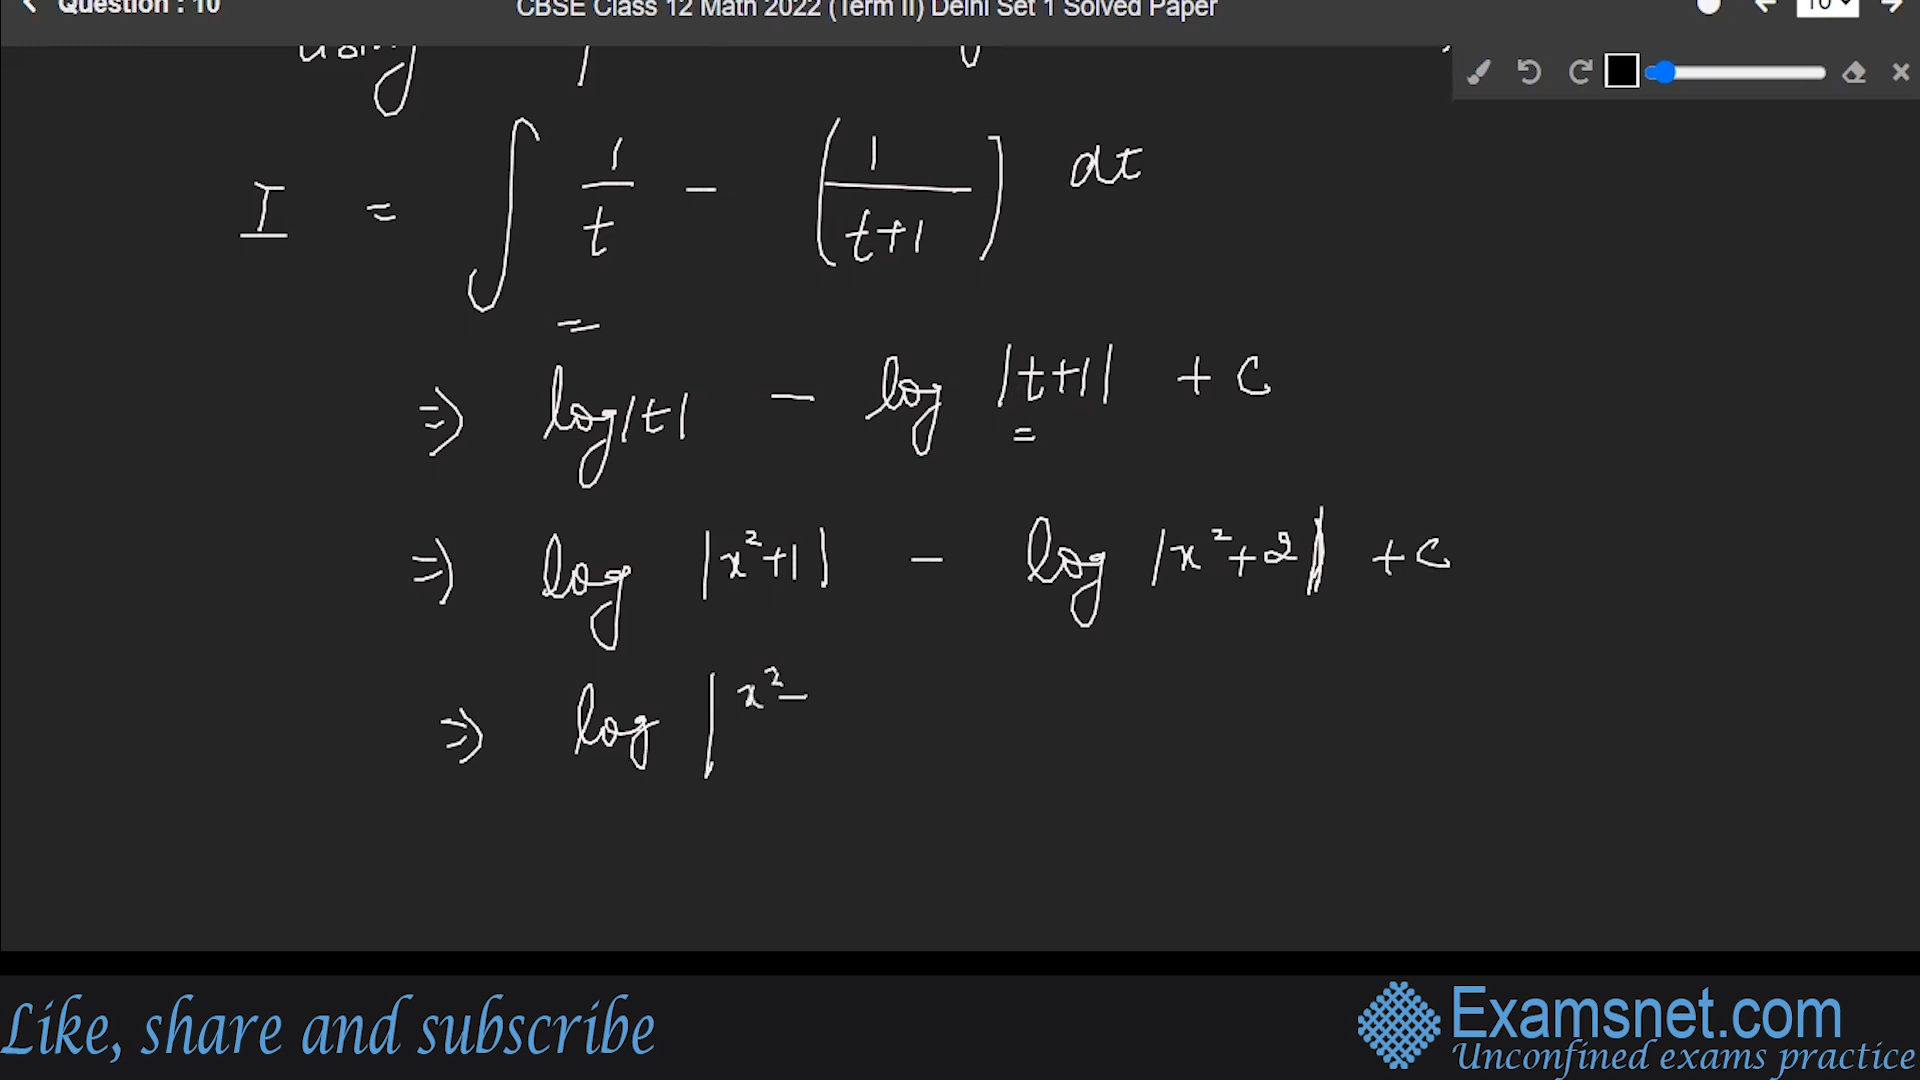 Question : 10
CBSE Class 12 Math 2022 (Term II) Delhi Set 1 Solved Paper
10
using
I = ∫ 1/t - (1/(t+1)) dt
=
⇒ log|t| - log |t+1| + c
=
⇒ log |x²+1| - log |x²+2| + c
⇒ log | x² -
Like, share and subscribe
Examsnet.com
Unconfined exams practice